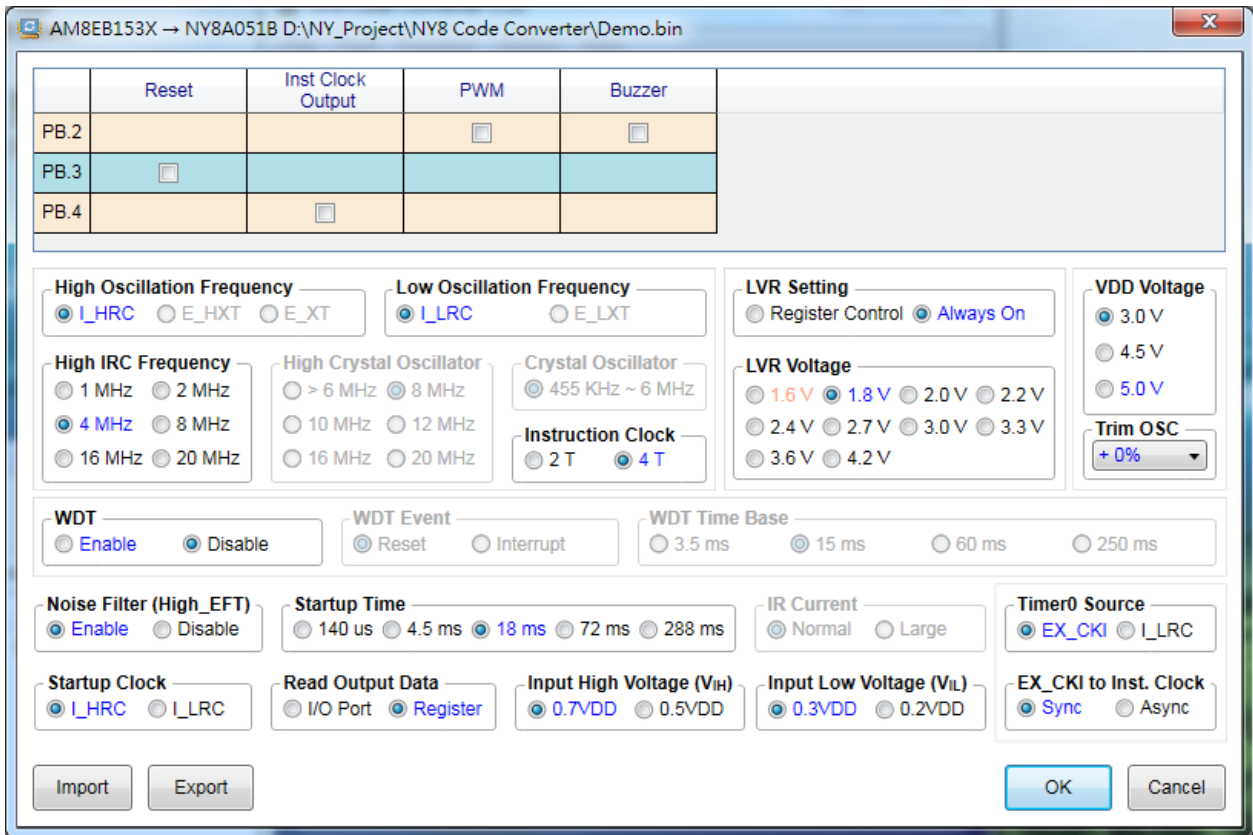 AM8EB153X → NY8A051B D:\NY_Project\NY8 Code Converter\Demo.bin
Reset Inst Clock Output PWM Buzzer
PB.2
PB.3
PB.4
High Oscillation Frequency
I_HRC E_HXT E_XT
Low Oscillation Frequency
I_LRC E_LXT
LVR Setting
Register Control Always On
VDD Voltage
3.0 V
4.5 V
5.0 V
High IRC Frequency
1 MHz 2 MHz
4 MHz 8 MHz
16 MHz 20 MHz
High Crystal Oscillator
> 6 MHz 8 MHz
10 MHz 12 MHz
16 MHz 20 MHz
Crystal Oscillator
455 KHz ~ 6 MHz
Instruction Clock
2 T 4 T
LVR Voltage
1.6 V 1.8 V 2.0 V 2.2 V
2.4 V 2.7 V 3.0 V 3.3 V
3.6 V 4.2 V
Trim OSC
+ 0%
WDT
Enable Disable
WDT Event
Reset Interrupt
WDT Time Base
3.5 ms 15 ms 60 ms 250 ms
Noise Filter (High_EFT)
Enable Disable
Startup Time
140 us 4.5 ms 18 ms 72 ms 288 ms
IR Current
Normal Large
Timer0 Source
EX_CKI I_LRC
Startup Clock
I_HRC I_LRC
Read Output Data
I/O Port Register
Input High Voltage (VIH)
0.7VDD 0.5VDD
Input Low Voltage (VIL)
0.3VDD 0.2VDD
EX_CKI to Inst. Clock
Sync Async
Import Export OK Cancel